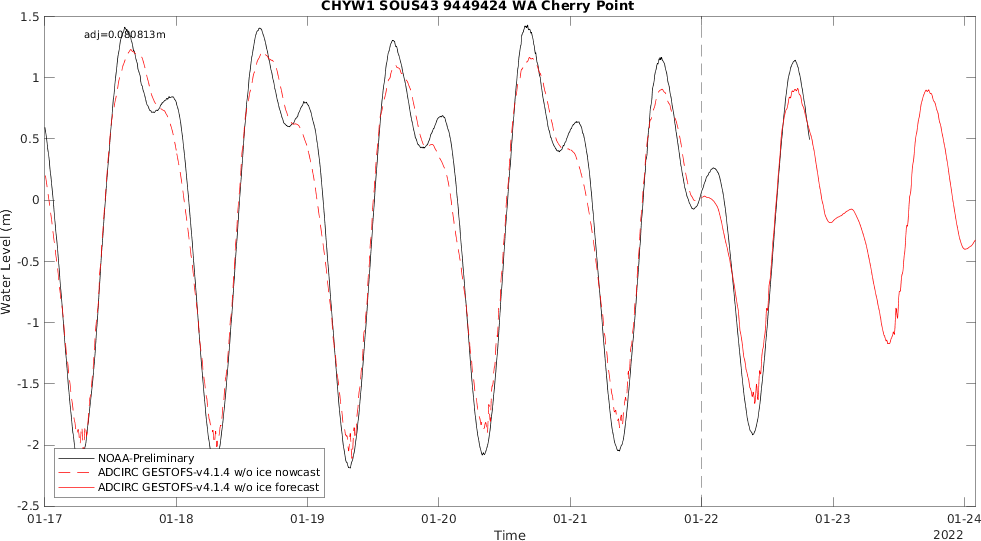 CHYW1 SOUS43 9449424 WA Cherry Point
adj=0.080813m
1.5
1
0.5
0
-0.5
-1
-1.5
-2
-2.5
Water Level (m)
NOAA-Preliminary
ADCIRC GESTOFS-v4.1.4 w/o ice nowcast
ADCIRC GESTOFS-v4.1.4 w/o ice forecast
01-17 01-18 01-19 01-20 01-21 01-22 01-23 01-24
Time
2022